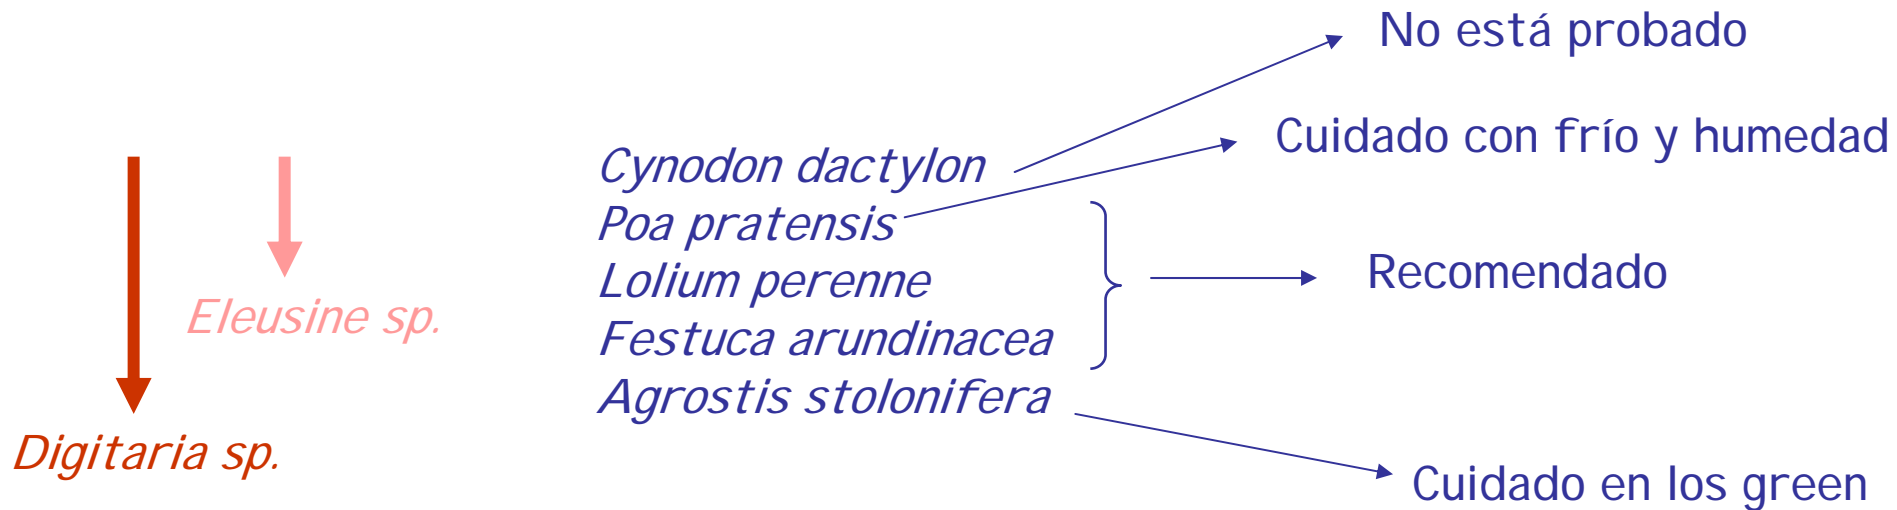 No está probado
Cuidado con frío y humedad
Cynodon dactylon
Poa pratensis
Recomendado
Lolium perenne
Eleusine sp.
Festuca arundinacea
Agrostis stolonifera
Digitaria sp.
Cuidado en los green